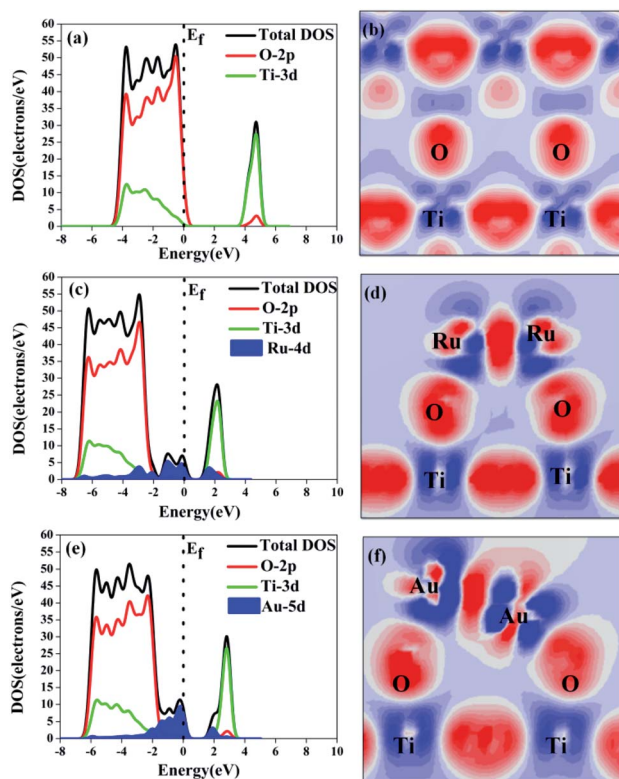 (a)
E_f
Total DOS
O-2p
Ti-3d
DOS(electrons/eV)
60
55
50
45
40
35
30
25
20
15
10
5
0
-8 -6 -4 -2 0 2 4 6 8 10
Energy(eV)
(b)
O O
Ti Ti
(c)
E_f
Total DOS
O-2p
Ti-3d
Ru-4d
DOS(electrons/eV)
60
55
50
45
40
35
30
25
20
15
10
5
0
-8 -6 -4 -2 0 2 4 6 8 10
Energy(eV)
(d)
Ru Ru
O O
Ti Ti
(e)
E_f
Total DOS
O-2p
Ti-3d
Au-5d
DOS(electrons/eV)
60
55
50
45
40
35
30
25
20
15
10
5
0
-8 -6 -4 -2 0 2 4 6 8 10
Energy(eV)
(f)
Au
Au
O O
Ti Ti